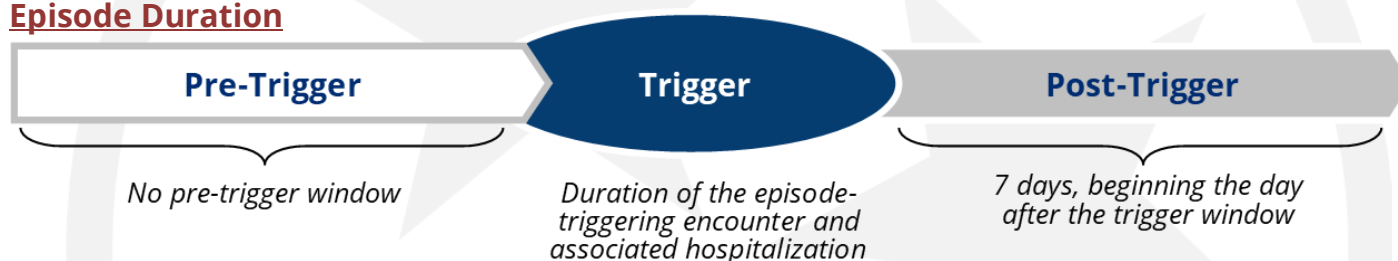 Episode Duration
Pre-Trigger
Trigger
Post-Trigger
No pre-trigger window
Duration of the episode-
triggering encounter and
associated hospitalization
7 days, beginning the day
after the trigger window